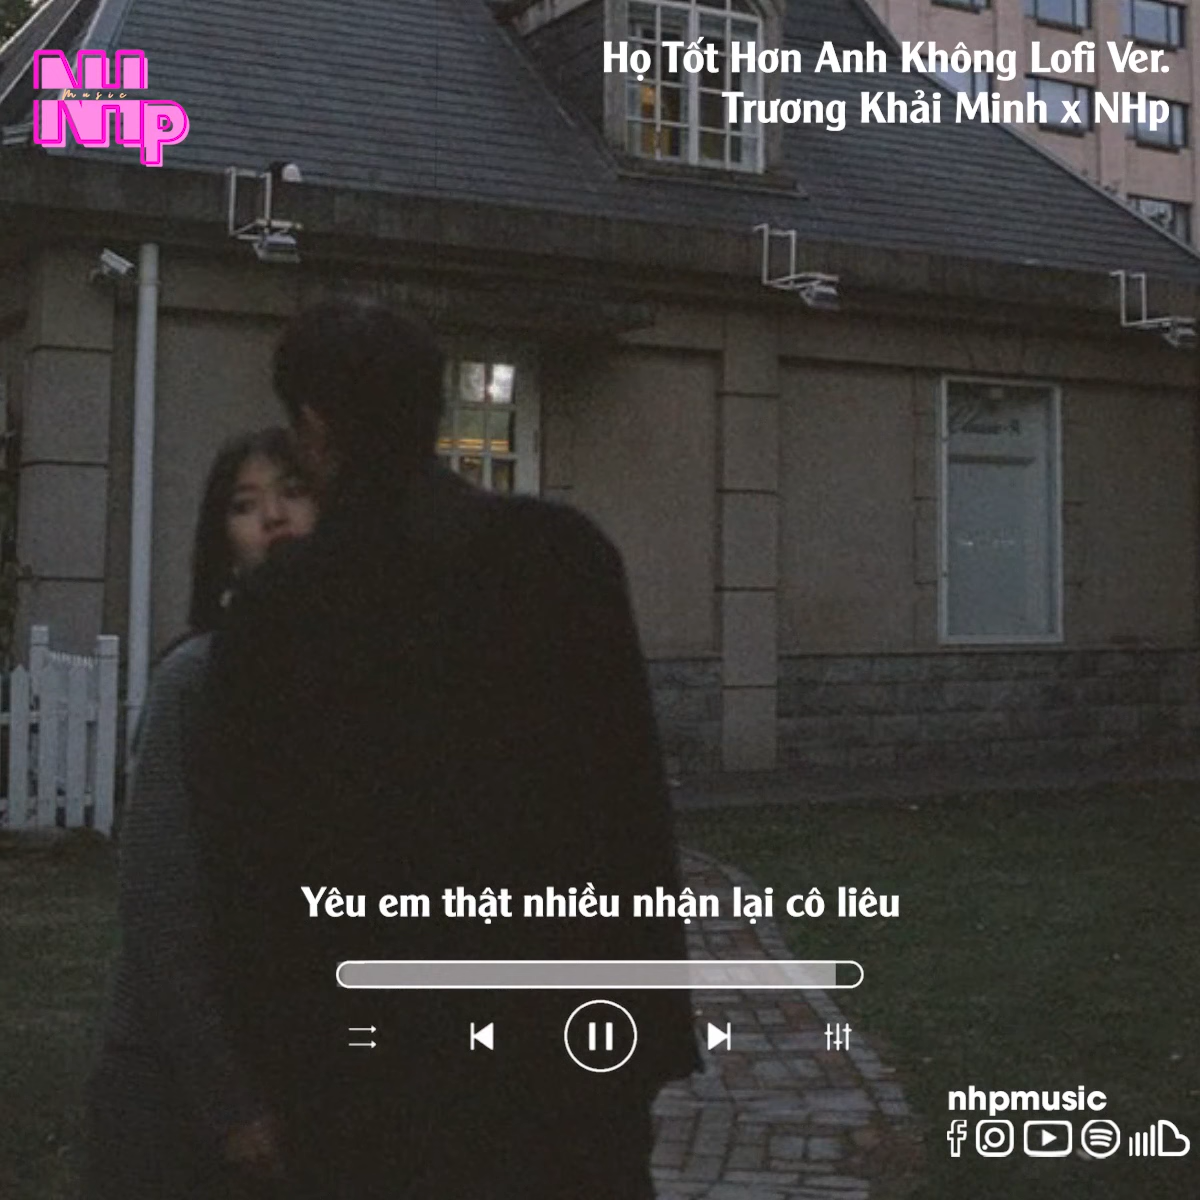 NHp
Music
Họ Tốt Hơn Anh Không Lofi Ver.
Trương Khải Minh x NHp
Yêu em thật nhiều nhận lại cô liêu
nhpmusic